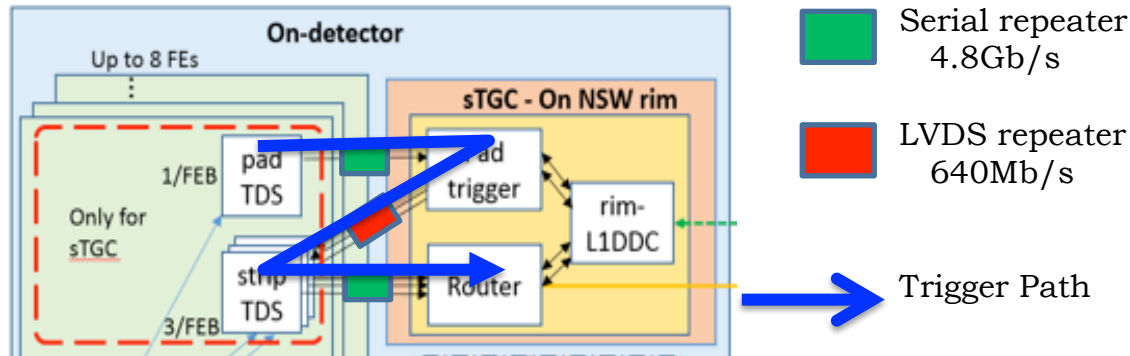 On-detector
Up to 8 FEs
sTGC - On NSW rim
pad
TDS
1/FEB
Pad
trigger
Only for
sTGC
rim-
L1DDC
strip
TDS
3/FEB
Router
Serial repeater
4.8Gb/s
LVDS repeater
640Mb/s
Trigger Path